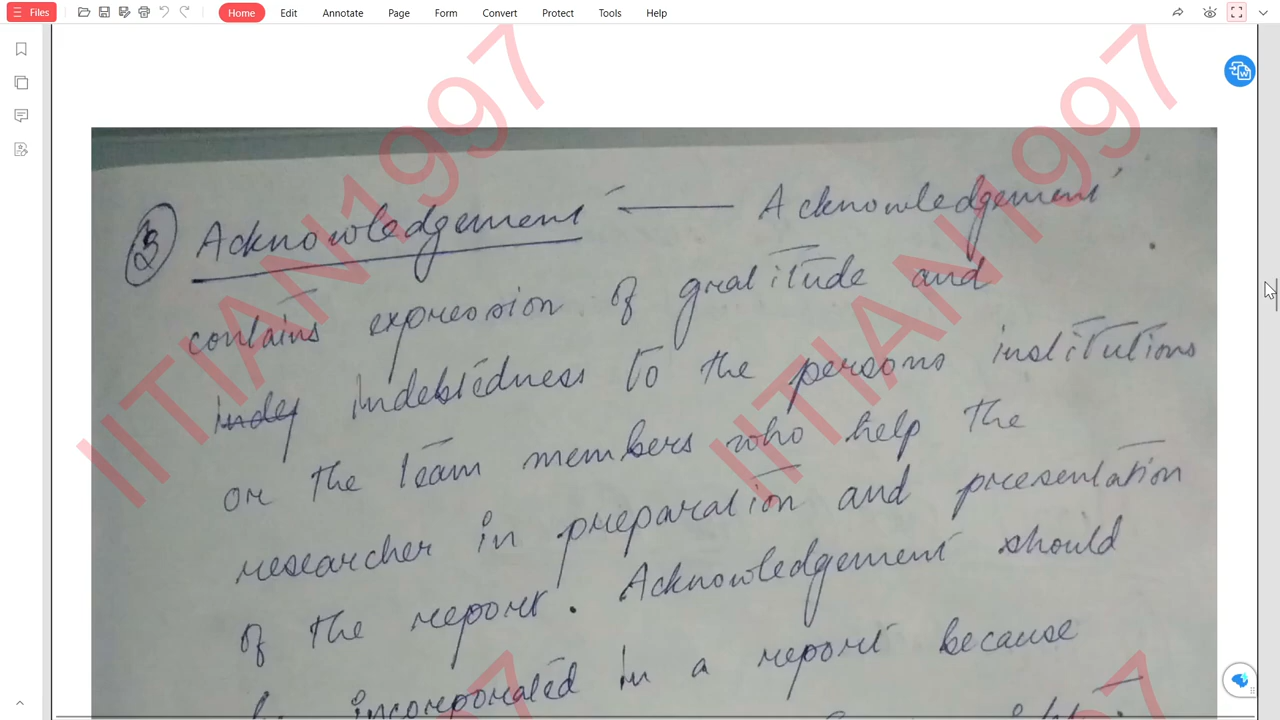 Files
Home
Edit
Annotate
Page
Form
Convert
Protect
Tools
Help
IITIAN1997
IITIAN1997
③ Acknowledgement — Acknowledgement
contains expression of gratitude and
indebtedness to the persons institutions
or the team members who help the
researcher in preparation and presentation
of the report. Acknowledgement should
incorporated in a report because